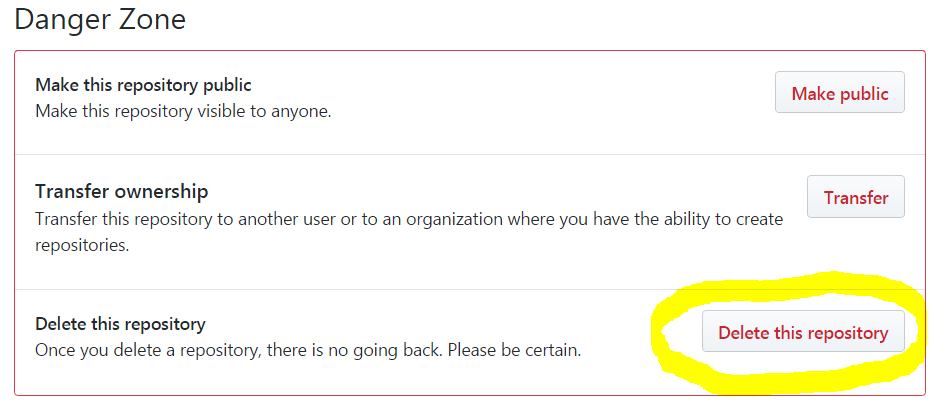 Danger Zone
Make this repository public
Make this repository visible to anyone.
Make public
Transfer ownership
Transfer this repository to another user or to an organization where you have the ability to create
repositories.
Transfer
Delete this repository
Once you delete a repository, there is no going back. Please be certain.
Delete this repository